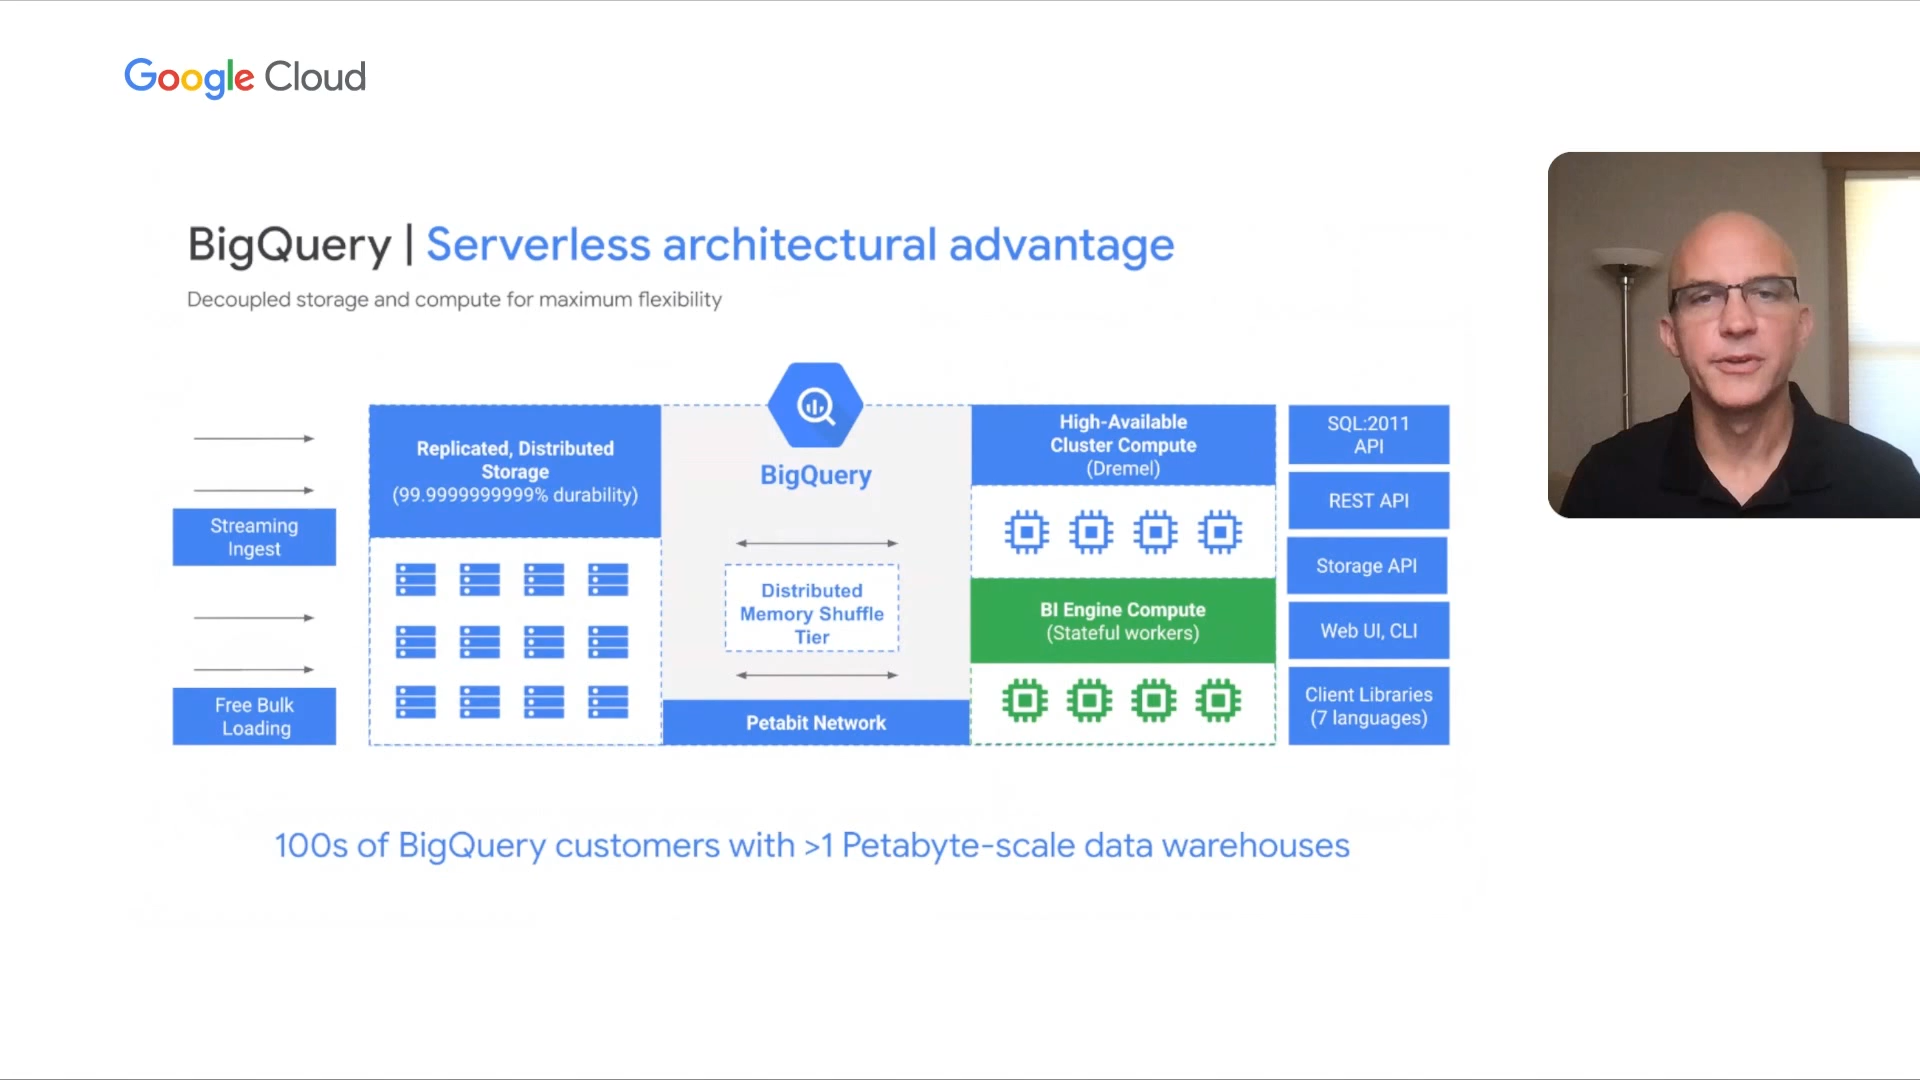 Google Cloud
BigQuery | Serverless architectural advantage
Decoupled storage and compute for maximum flexibility
Streaming
Ingest
Free Bulk
Loading
Replicated, Distributed
Storage
(99.9999999999% durability)
BigQuery
Distributed
Memory Shuffle
Tier
Petabit Network
High-Available
Cluster Compute
(Dremel)
BI Engine Compute
(Stateful workers)
SQL:2011
API
REST API
Storage API
Web UI, CLI
Client Libraries
(7 languages)
100s of BigQuery customers with >1 Petabyte-scale data warehouses